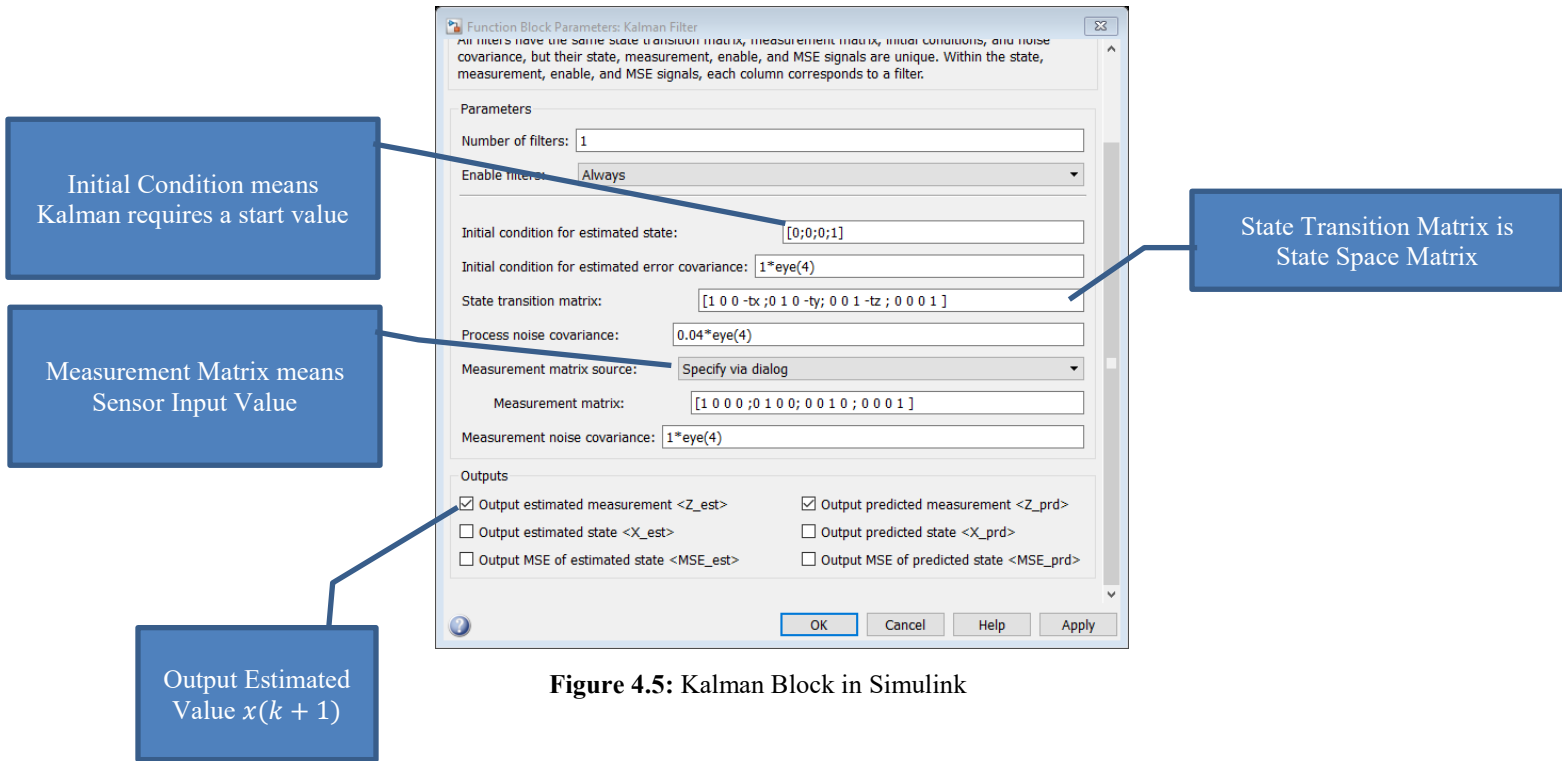 Function Block Parameters: Kalman Filter
All filters have the same state transition matrix, measurement matrix, initial conditions, and noise
covariance, but their state, measurement, enable, and MSE signals are unique. Within the state,
measurement, enable, and MSE signals, each column corresponds to a filter.
Parameters
Number of filters: 1
Enable filters: Always
Initial condition for estimated state: [0;0;0;1]
Initial condition for estimated error covariance: 1*eye(4)
State transition matrix: [1 0 0 -tx ;0 1 0 -ty; 0 0 1 -tz ; 0 0 0 1 ]
Process noise covariance: 0.04*eye(4)
Measurement matrix source: Specify via dialog
Measurement matrix: [1 0 0 0 ;0 1 0 0; 0 0 1 0 ; 0 0 0 1 ]
Measurement noise covariance: 1*eye(4)
Outputs
Output estimated measurement <Z_est> Output predicted measurement <Z_prd>
Output estimated state <X_est> Output predicted state <X_prd>
Output MSE of estimated state <MSE_est> Output MSE of predicted state <MSE_prd>
OK Cancel Help Apply
Initial Condition means
Kalman requires a start value
Measurement Matrix means
Sensor Input Value
Output Estimated
Value x(k + 1)
State Transition Matrix is
State Space Matrix
Figure 4.5: Kalman Block in Simulink